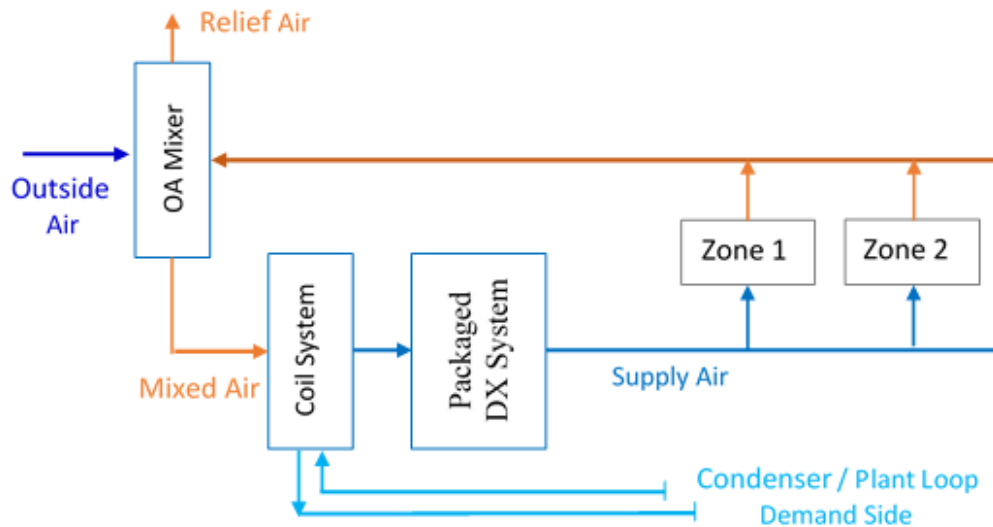 Relief Air
OA Mixer
Outside
Air
Zone 1
Zone 2
Coil System
Packaged
DX System
Mixed Air
Supply Air
Condenser / Plant Loop
Demand Side